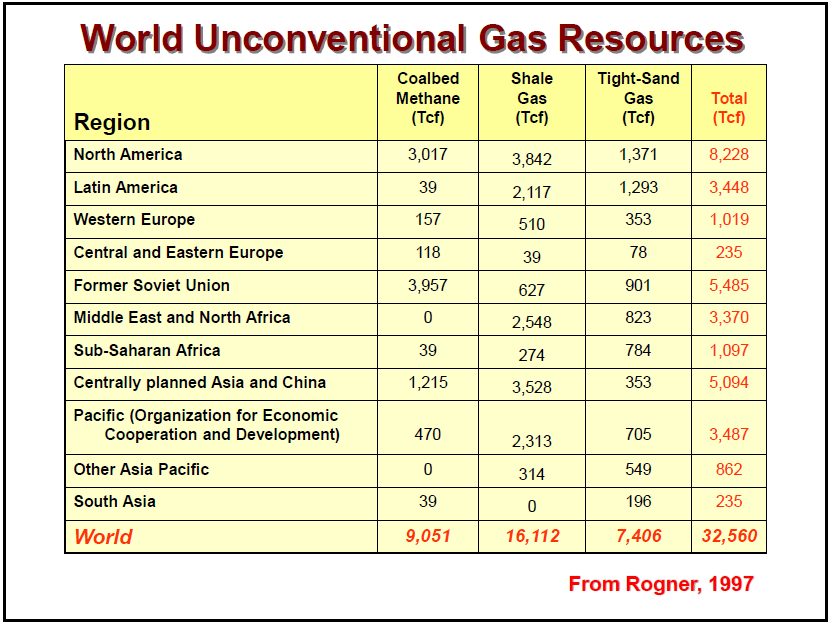 World Unconventional Gas Resources
Region Coalbed Methane (Tcf) Shale Gas (Tcf) Tight-Sand Gas (Tcf) Total (Tcf)
North America 3,017 3,842 1,371 8,228
Latin America 39 2,117 1,293 3,448
Western Europe 157 510 353 1,019
Central and Eastern Europe 118 39 78 235
Former Soviet Union 3,957 627 901 5,485
Middle East and North Africa 0 2,548 823 3,370
Sub-Saharan Africa 39 274 784 1,097
Centrally planned Asia and China 1,215 3,528 353 5,094
Pacific (Organization for Economic
Cooperation and Development) 470 2,313 705 3,487
Other Asia Pacific 0 314 549 862
South Asia 39 0 196 235
World 9,051 16,112 7,406 32,560
From Rogner, 1997